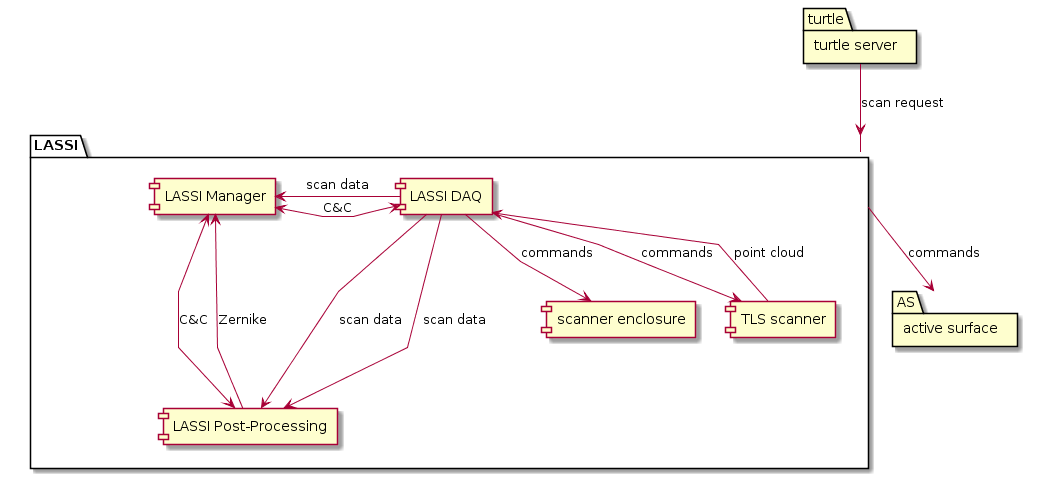 turtle
turtle server
scan request
LASSI
LASSI Manager
scan data
C&C
LASSI DAQ
commands
commands
point cloud
commands
scanner enclosure
TLS scanner
AS
active surface
C&C
Zernike
scan data
scan data
LASSI Post-Processing